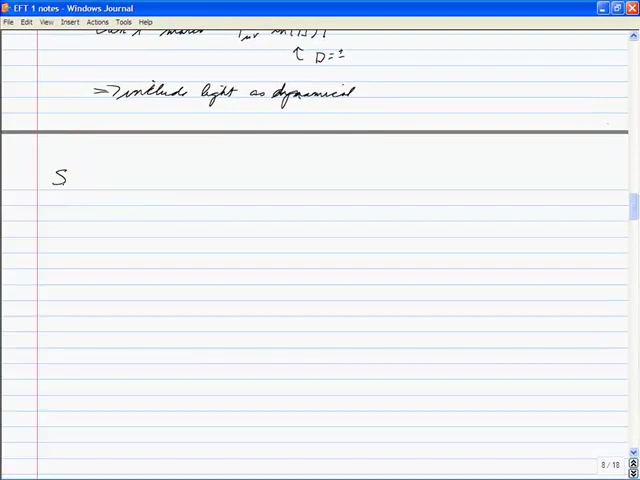 EFT 1 notes - Windows Journal
File Edit View Insert Actions Tools Help
↑ D=±
⇒ include light as dynamical
S
8 / 18